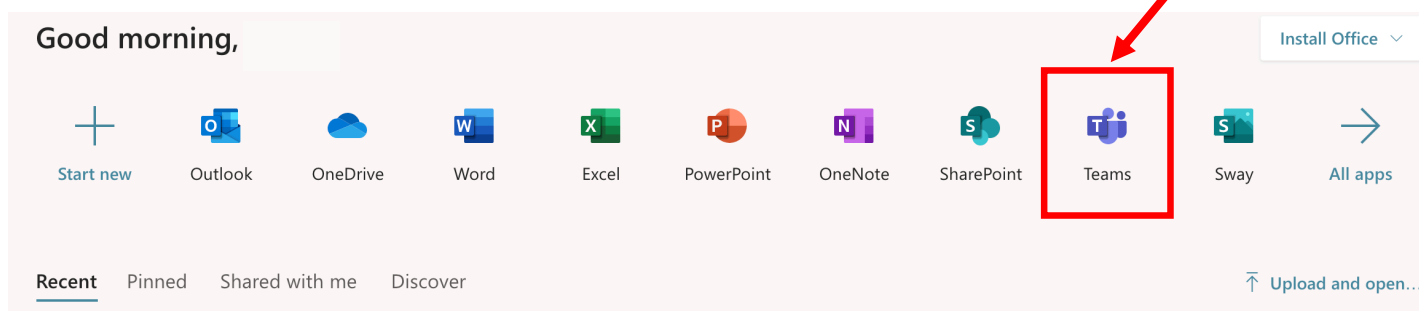 Good morning,
Install Office
Start new Outlook OneDrive Word Excel PowerPoint OneNote SharePoint Teams Sway All apps
Recent Pinned Shared with me Discover
Upload and open...